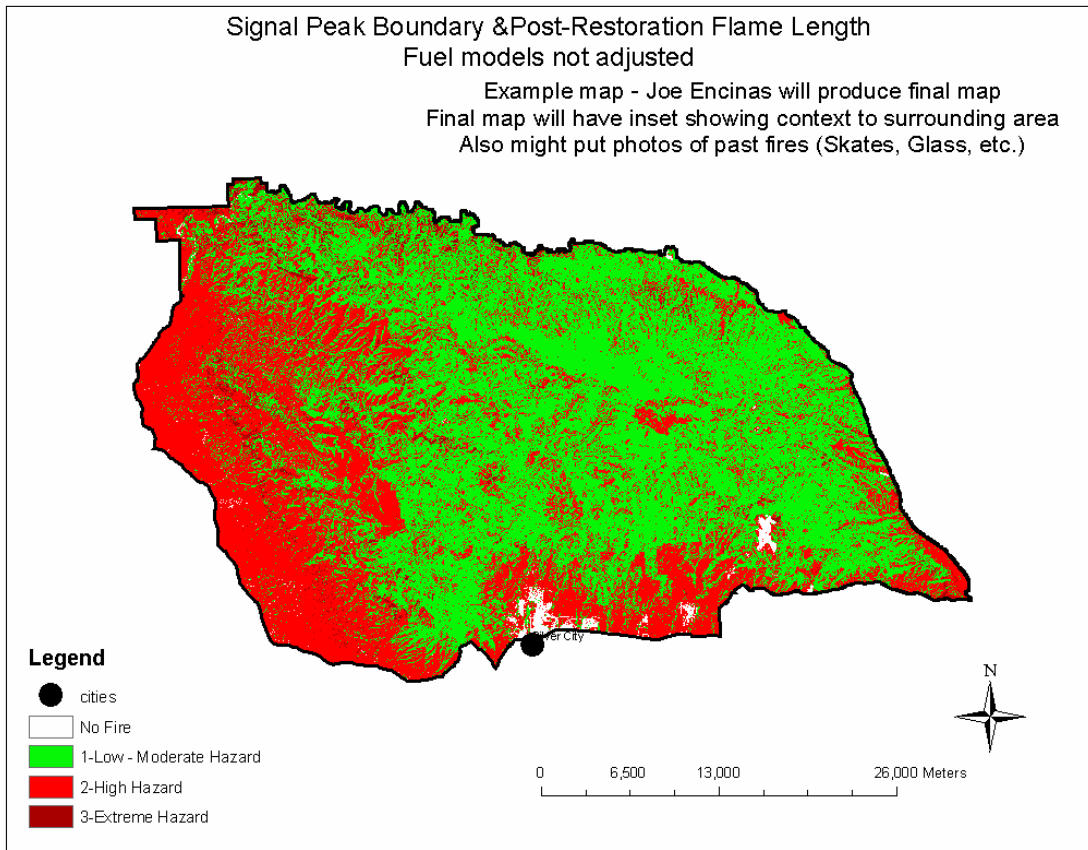 Signal Peak Boundary &Post-Restoration Flame Length
Fuel models not adjusted
Example map - Joe Encinas will produce final map
Final map will have inset showing context to surrounding area
Also might put photos of past fires (Skates, Glass, etc.)
City
Legend
cities
No Fire
1-Low - Moderate Hazard
2-High Hazard
3-Extreme Hazard
N
0 6,500 13,000 26,000 Meters